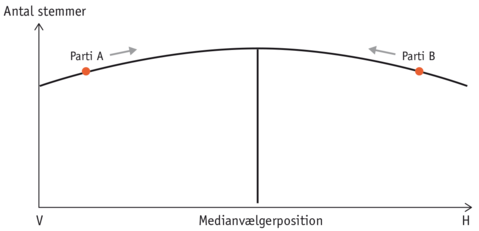 Antal stemmer
Parti A
Parti B
V
Medianvælgerposition
H